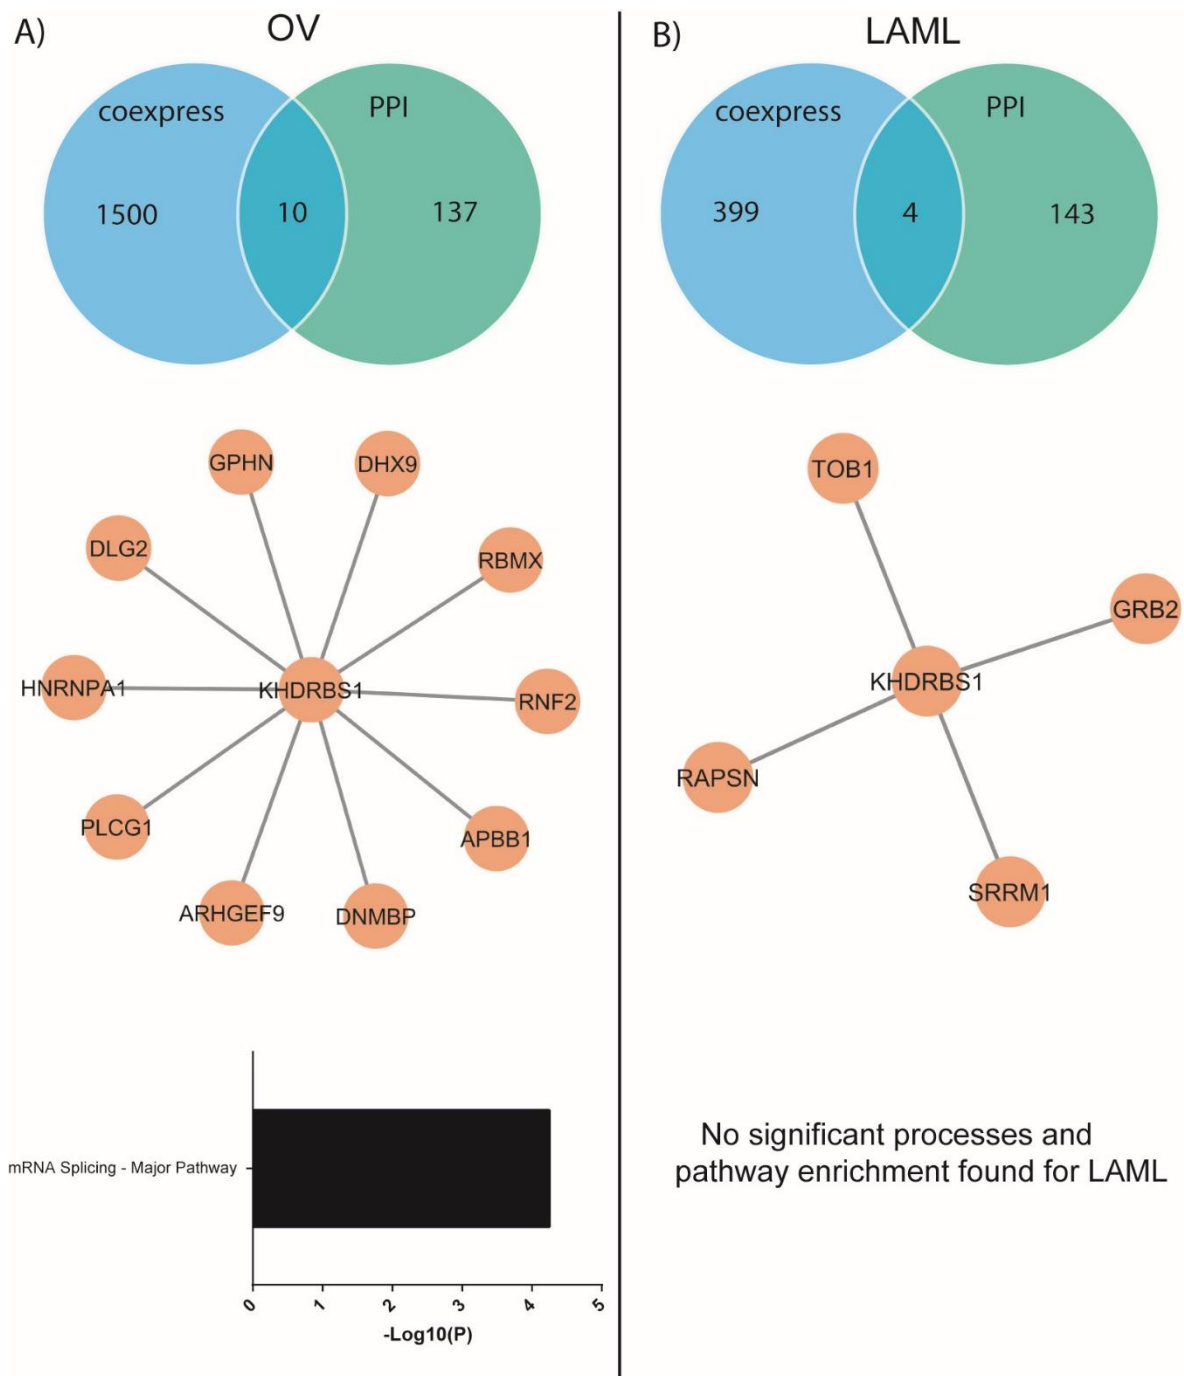 A)
OV
coexpress
PPI
1500
10
137
GPHN
DHX9
DLG2
RBMX
HNRNPA1
KHDRBS1
RNF2
PLCG1
APBB1
ARHGEF9
DNMBP
mRNA Splicing - Major Pathway
0
1
2
3
4
5
-Log10(P)
B)
LAML
coexpress
PPI
399
4
143
TOB1
GRB2
KHDRBS1
RAPSN
SRRM1
No significant processes and
pathway enrichment found for LAML